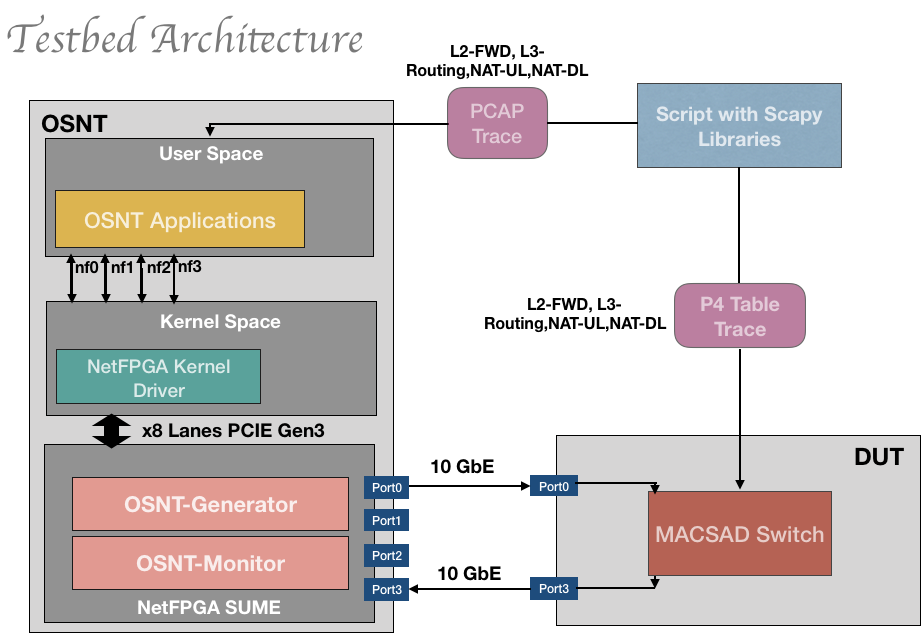 Testbed Architecture
L2-FWD, L3-
Routing,NAT-UL,NAT-DL
PCAP
Trace
Script with Scapy
Libraries
OSNT
User Space
OSNT Applications
nf0 nf1 nf2 nf3
Kernel Space
NetFPGA Kernel
Driver
x8 Lanes PCIE Gen3
L2-FWD, L3-
Routing,NAT-UL,NAT-DL
P4 Table
Trace
OSNT-Generator
OSNT-Monitor
NetFPGA SUME
Port0
Port1
Port2
Port3
10 GbE
10 GbE
DUT
Port0
Port3
MACSAD Switch